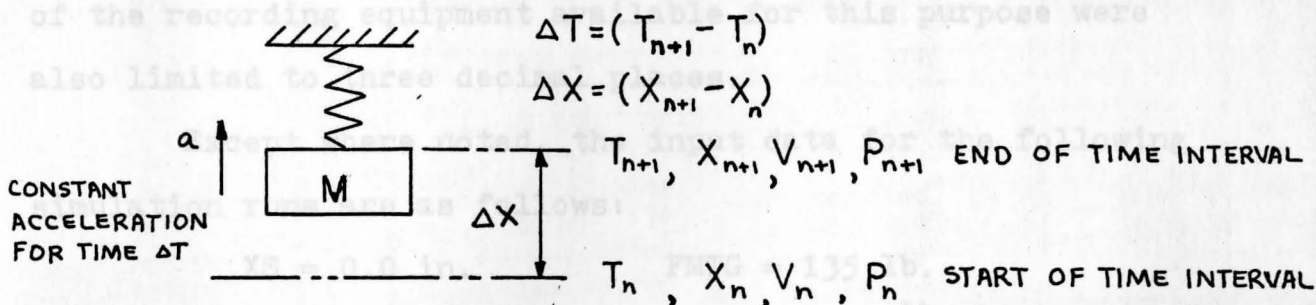 of the recording equipment available for this purpose were
also limited to three decimal places
Except where noted, the input data for the following
simulation runs are as follows:
XS = 0.0 in. = 135 lb.
ΔT = (Tₙ₊₁ - Tₙ)
ΔX = (Xₙ₊₁ - Xₙ)
a
M
CONSTANT
ACCELERATION
FOR TIME ΔT
ΔX
Tₙ₊₁, Xₙ₊₁, Vₙ₊₁, Pₙ₊₁ END OF TIME INTERVAL
Tₙ, Xₙ, Vₙ, Pₙ START OF TIME INTERVAL